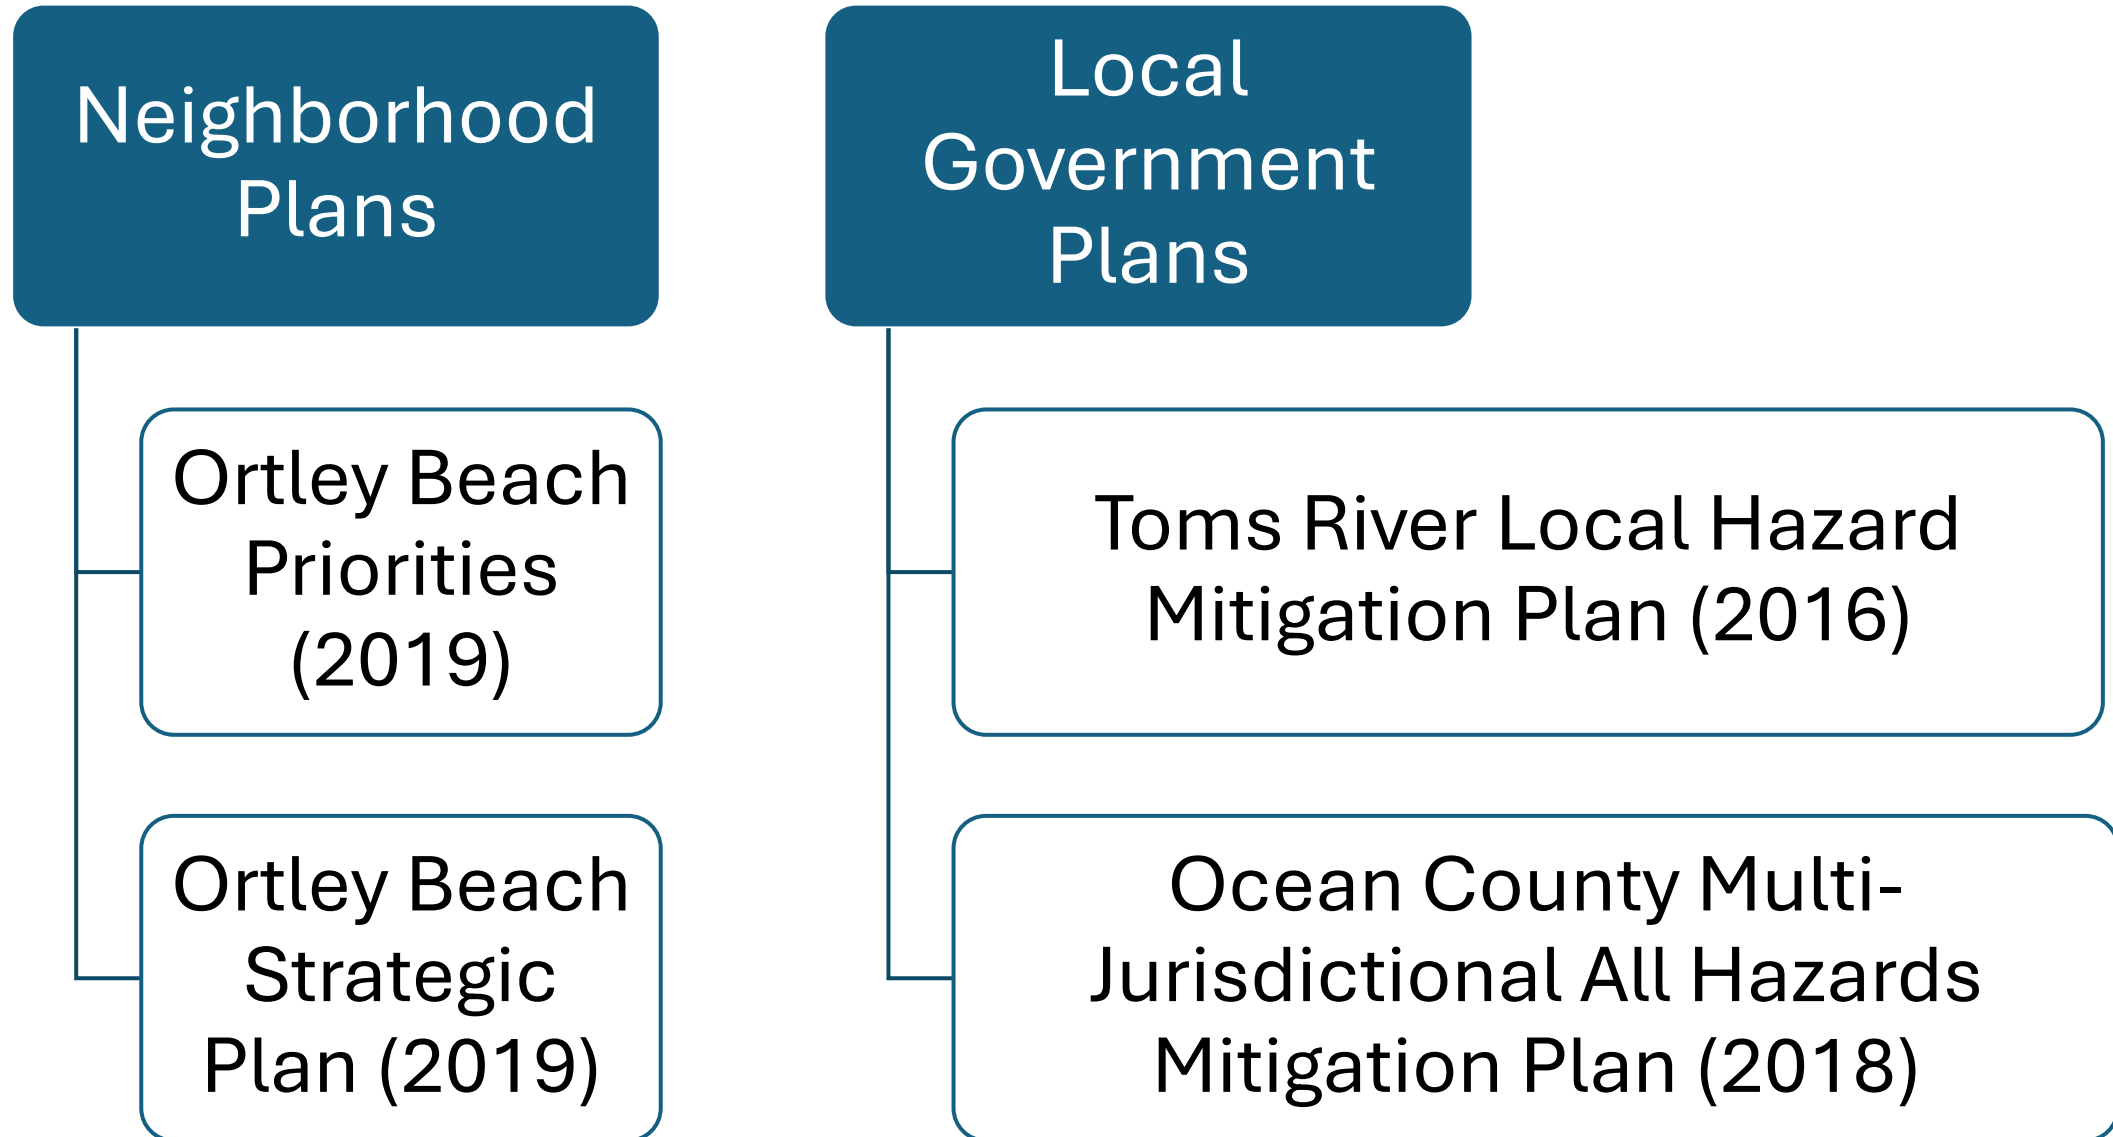 Neighborhood
Plans
Ortley Beach
Priorities
(2019)
Ortley Beach
Strategic
Plan (2019)
Local
Government
Plans
Toms River Local Hazard
Mitigation Plan (2016)
Ocean County Multi-
Jurisdictional All Hazards
Mitigation Plan (2018)